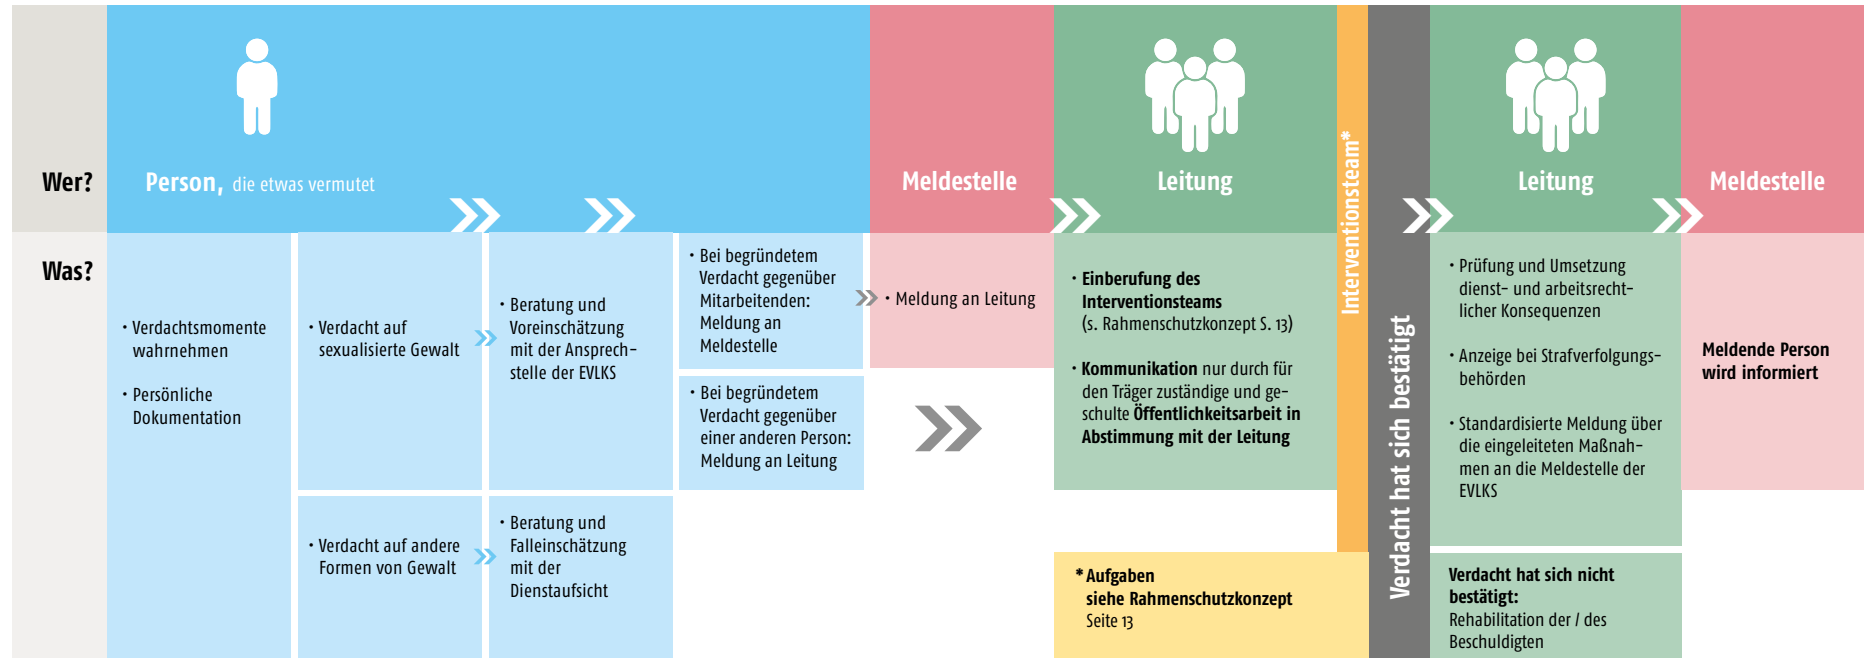 Wer?
Person, die etwas vermutet
Meldestelle
Leitung
Interventionsteam*
Verdacht hat sich bestätigt
Leitung
Meldestelle
Was?
· Verdachtsmomente
wahrnehmen
· Persönliche
Dokumentation
· Verdacht auf
sexualisierte Gewalt
· Verdacht auf andere
Formen von Gewalt
· Beratung und
Voreinschätzung
mit der Ansprech-
stelle der EVLKS
· Beratung und
Falleinschätzung
mit der
Dienstaufsicht
· Bei begründetem
Verdacht gegenüber
Mitarbeitenden:
Meldung an
Meldestelle
· Bei begründetem
Verdacht gegenüber
einer anderen Person:
Meldung an Leitung
· Meldung an Leitung
· Einberufung des
Interventionsteams
(s. Rahmenschutzkonzept S. 13)
· Kommunikation nur durch für
den Träger zuständige und ge-
schulte Öffentlichkeitsarbeit in
Abstimmung mit der Leitung
* Aufgaben
siehe Rahmenschutzkonzept
Seite 13
· Prüfung und Umsetzung
dienst- und arbeitsrecht-
licher Konsequenzen
· Anzeige bei Strafverfolgungs-
behörden
· Standardisierte Meldung über
die eingeleiteten Maßnah-
men an die Meldestelle der
EVLKS
Verdacht hat sich nicht
bestätigt:
Rehabilitation der / des
Beschuldigten
Meldende Person
wird informiert